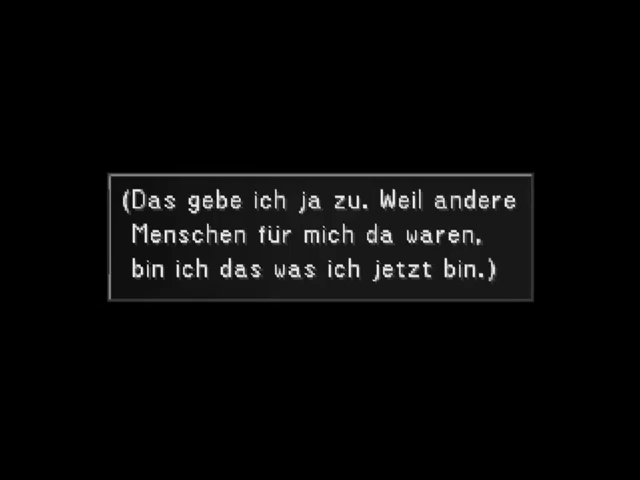 (Das gebe ich ja zu. Weil andere
Menschen für mich da waren,
bin ich das was ich jetzt bin.)